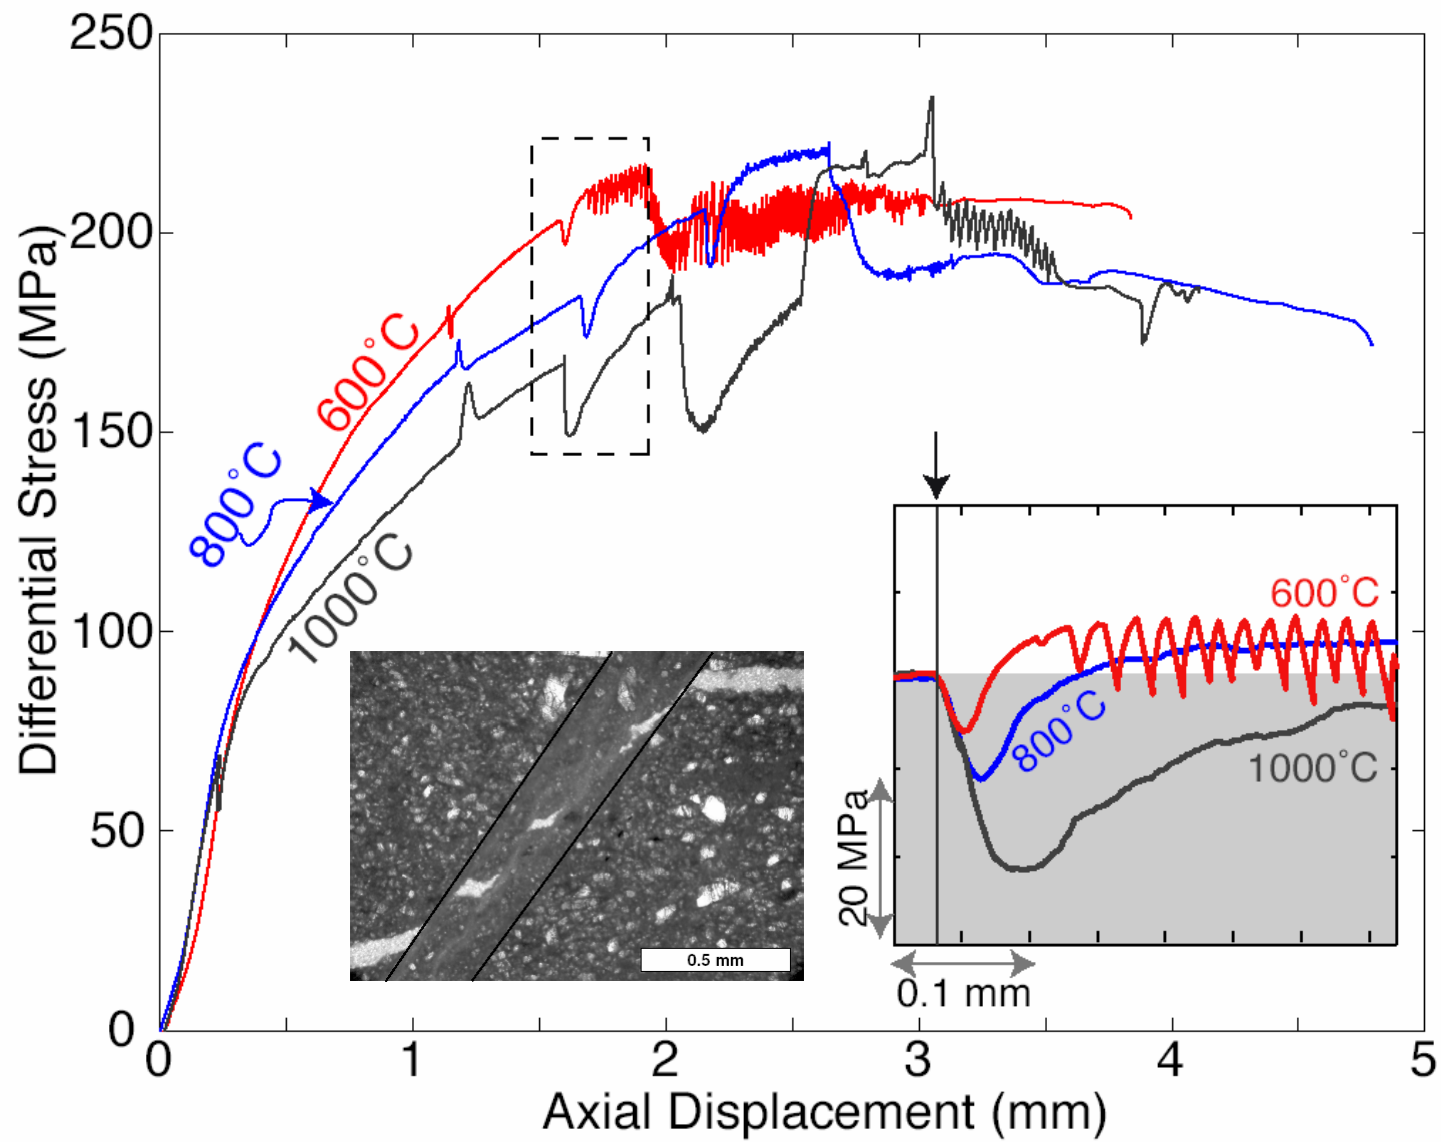 250
200
150
100
50
0
Differential Stress (MPa)
600°C
800°C
1000°C
0.5 mm
600°C
800°C
1000°C
20 MPa
0.1 mm
0 1 2 3 4 5
Axial Displacement (mm)